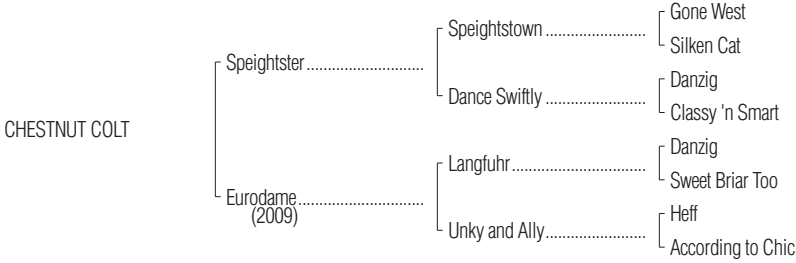 Gone West
Speightstown
Silken Cat
Speightster
Danzig
Dance Swiftly
Classy 'n Smart
CHESTNUT COLT
Danzig
Langfuhr
Sweet Briar Too
Eurodame
(2009)
Heff
Unky and Ally
According to Chic